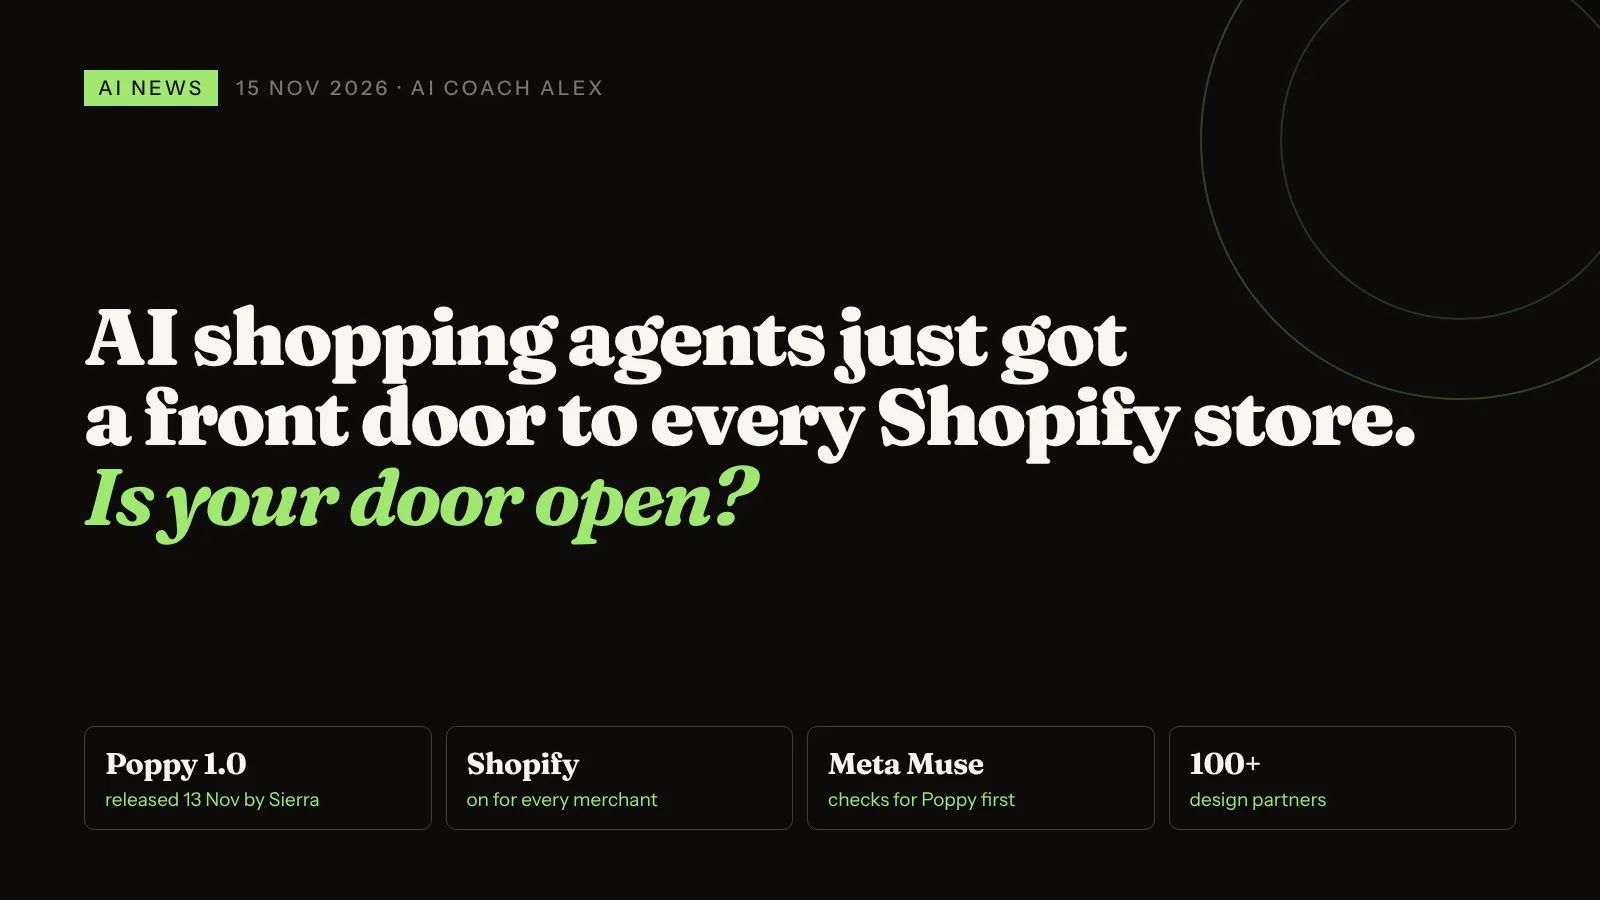 AI NEWS
15 NOV 2026 · AI COACH ALEX
AI shopping agents just got
a front door to every Shopify store.
Is your door open?
Poppy 1.0
released 13 Nov by Sierra
Shopify
on for every merchant
Meta Muse
checks for Poppy first
100+
design partners